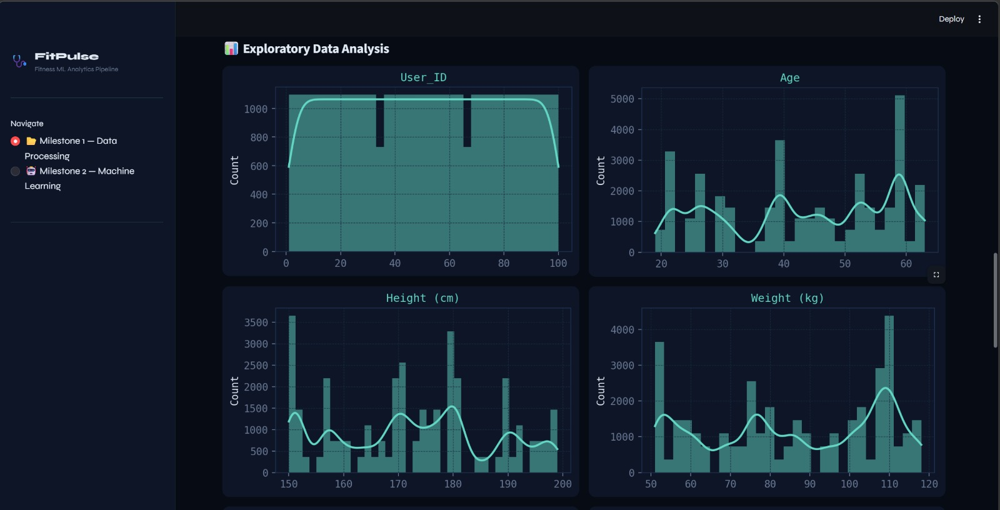 Deploy
FitPulse
Fitness ML Analytics Pipeline
Navigate
Milestone 1 — Data
Processing
Milestone 2 — Machine
Learning
Exploratory Data Analysis
User_ID
Count
1000
800
600
400
200
0
0 20 40 60 80 100
Age
Count
5000
4000
3000
2000
1000
0
20 30 40 50 60
Height (cm)
Count
3500
3000
2500
2000
1500
1000
500
0
150 160 170 180 190 200
Weight (kg)
Count
4000
3000
2000
1000
0
50 60 70 80 90 100 110 120